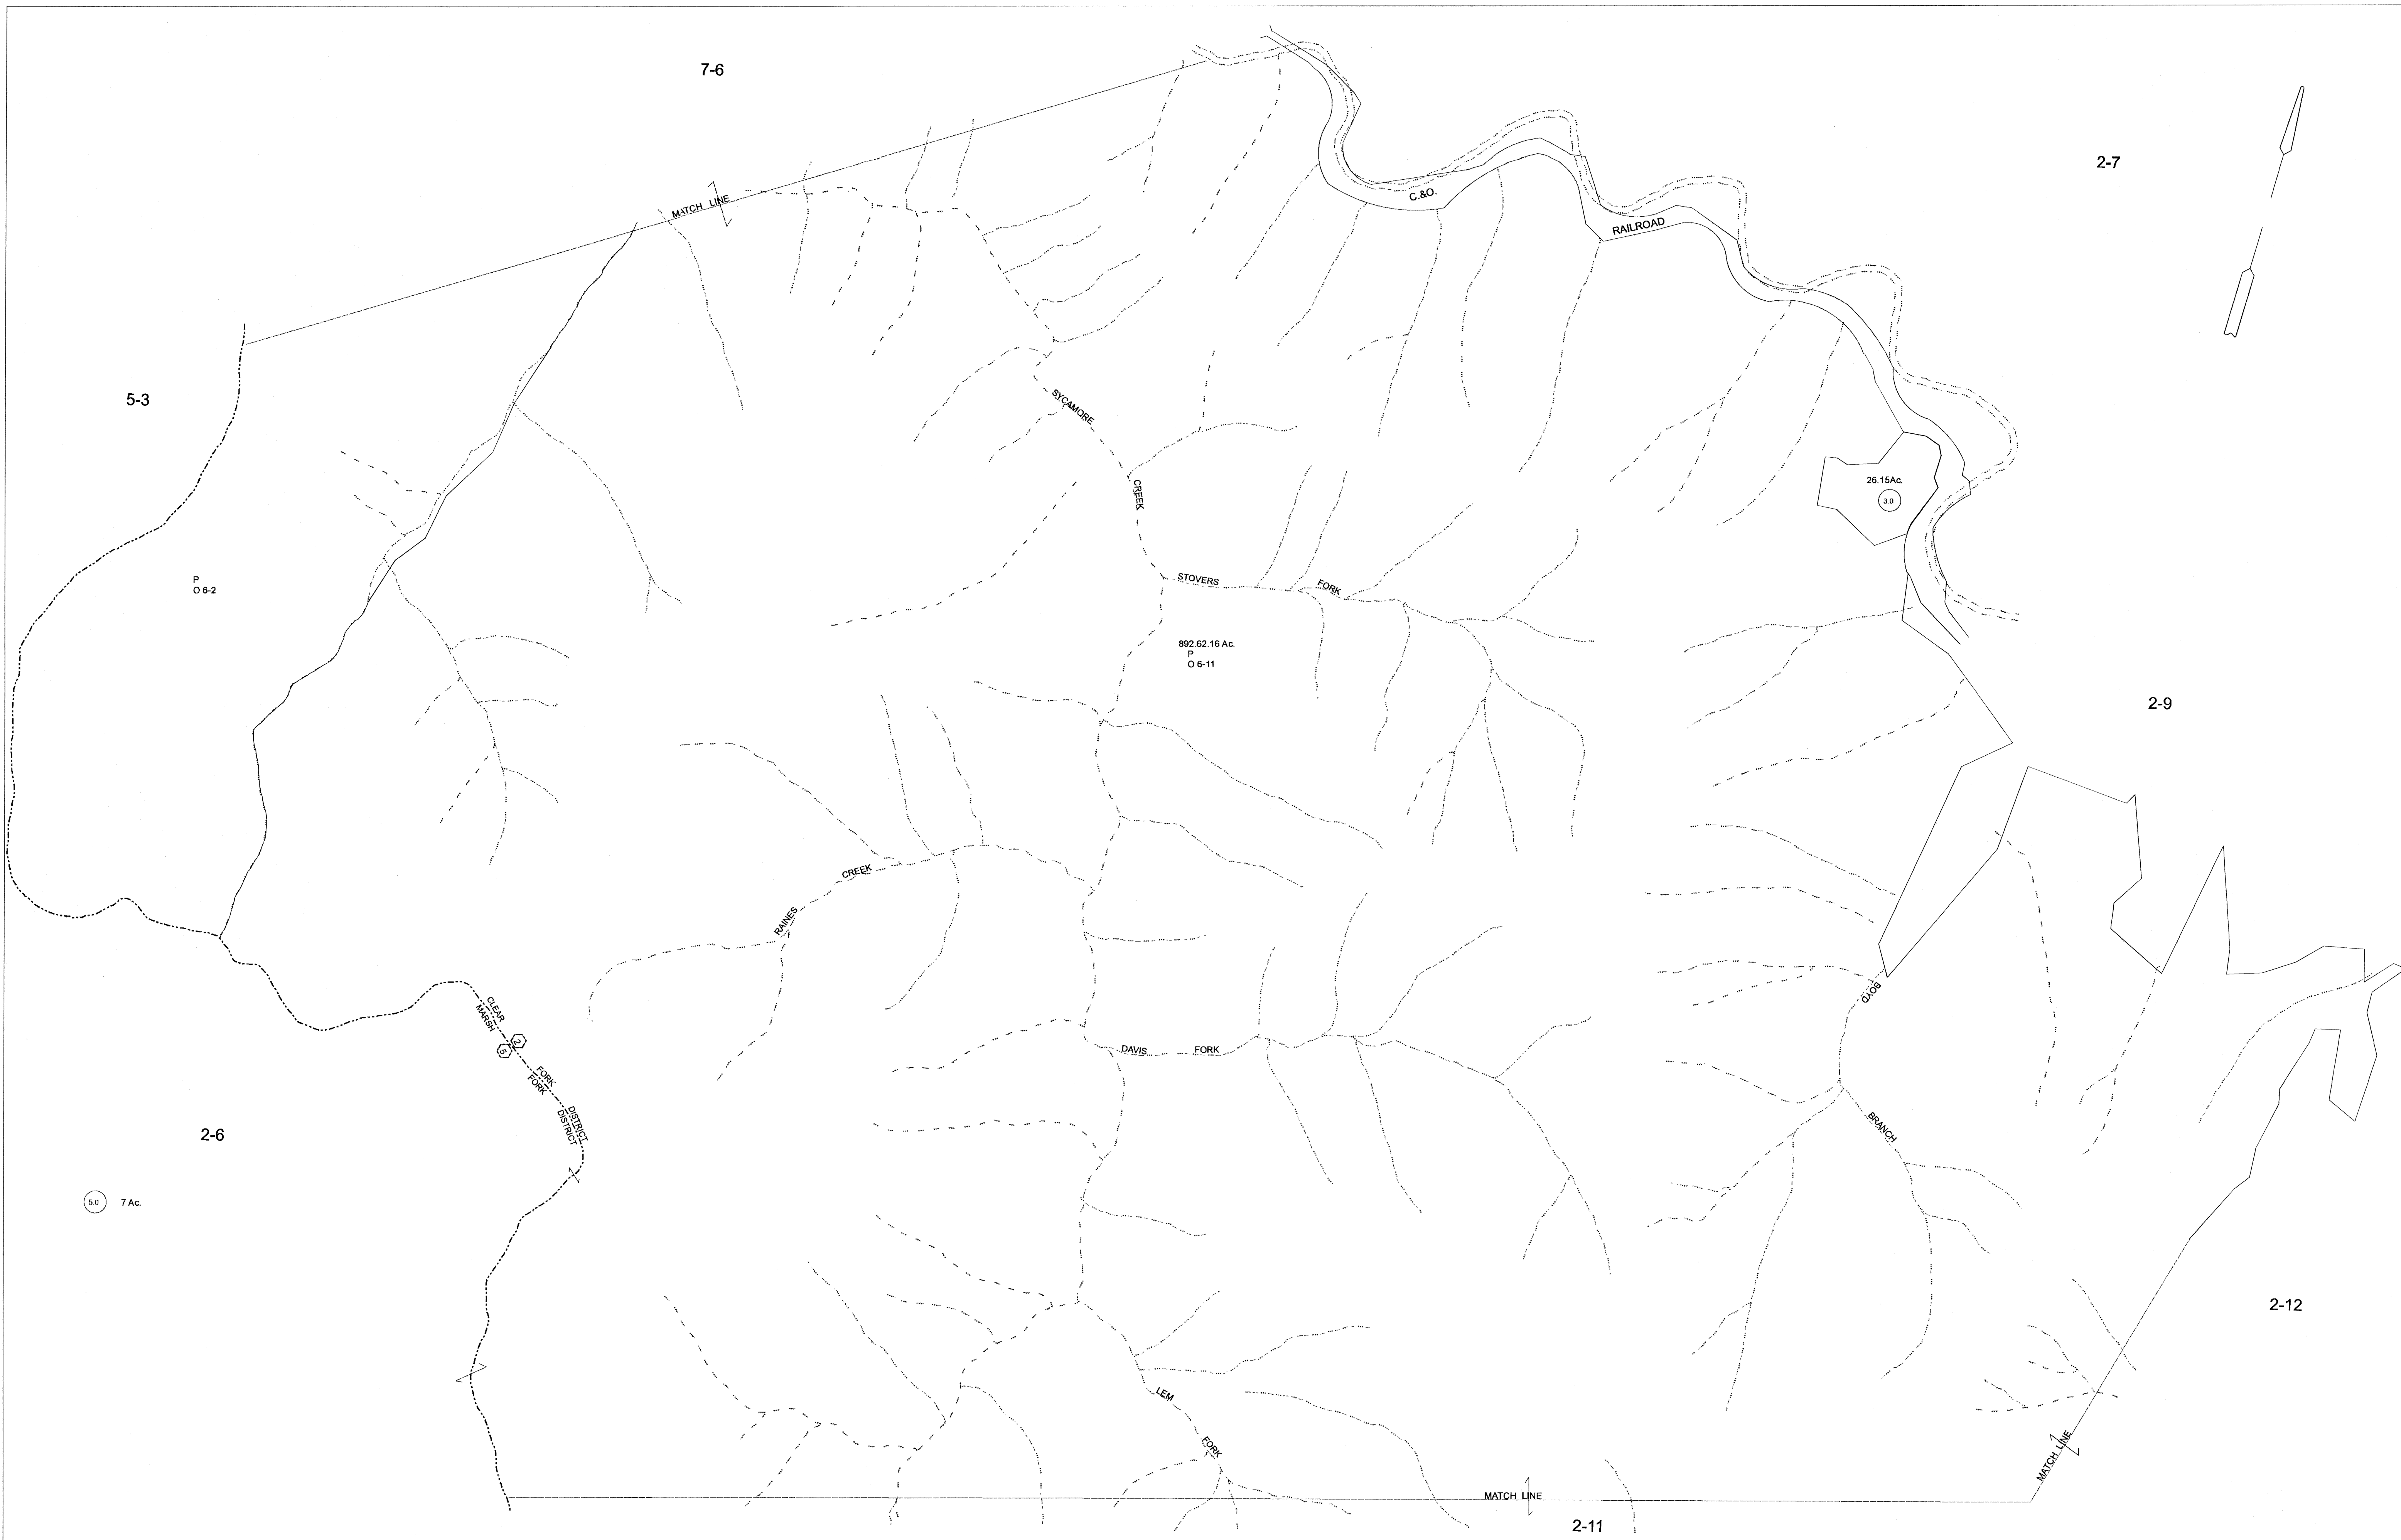 7-6
2-7
MATCH LINE
C.&O.
RAILROAD
5-3
SYCAMORE
CREEK
26.15Ac.
3.0
P
O 6-2
STOVERS
FORK
892.62.16 Ac.
P
O 6-11
2-9
CREEK
RAINES
BOYD
CLEAR
MARSH
2
5
FORK
FORK
DISTRICT
DISTRICT
DAVIS FORK
BRANCH
2-6
5.0 7 Ac.
2-12
LEM
FORK
MATCH LINE
MATCH LINE
2-11